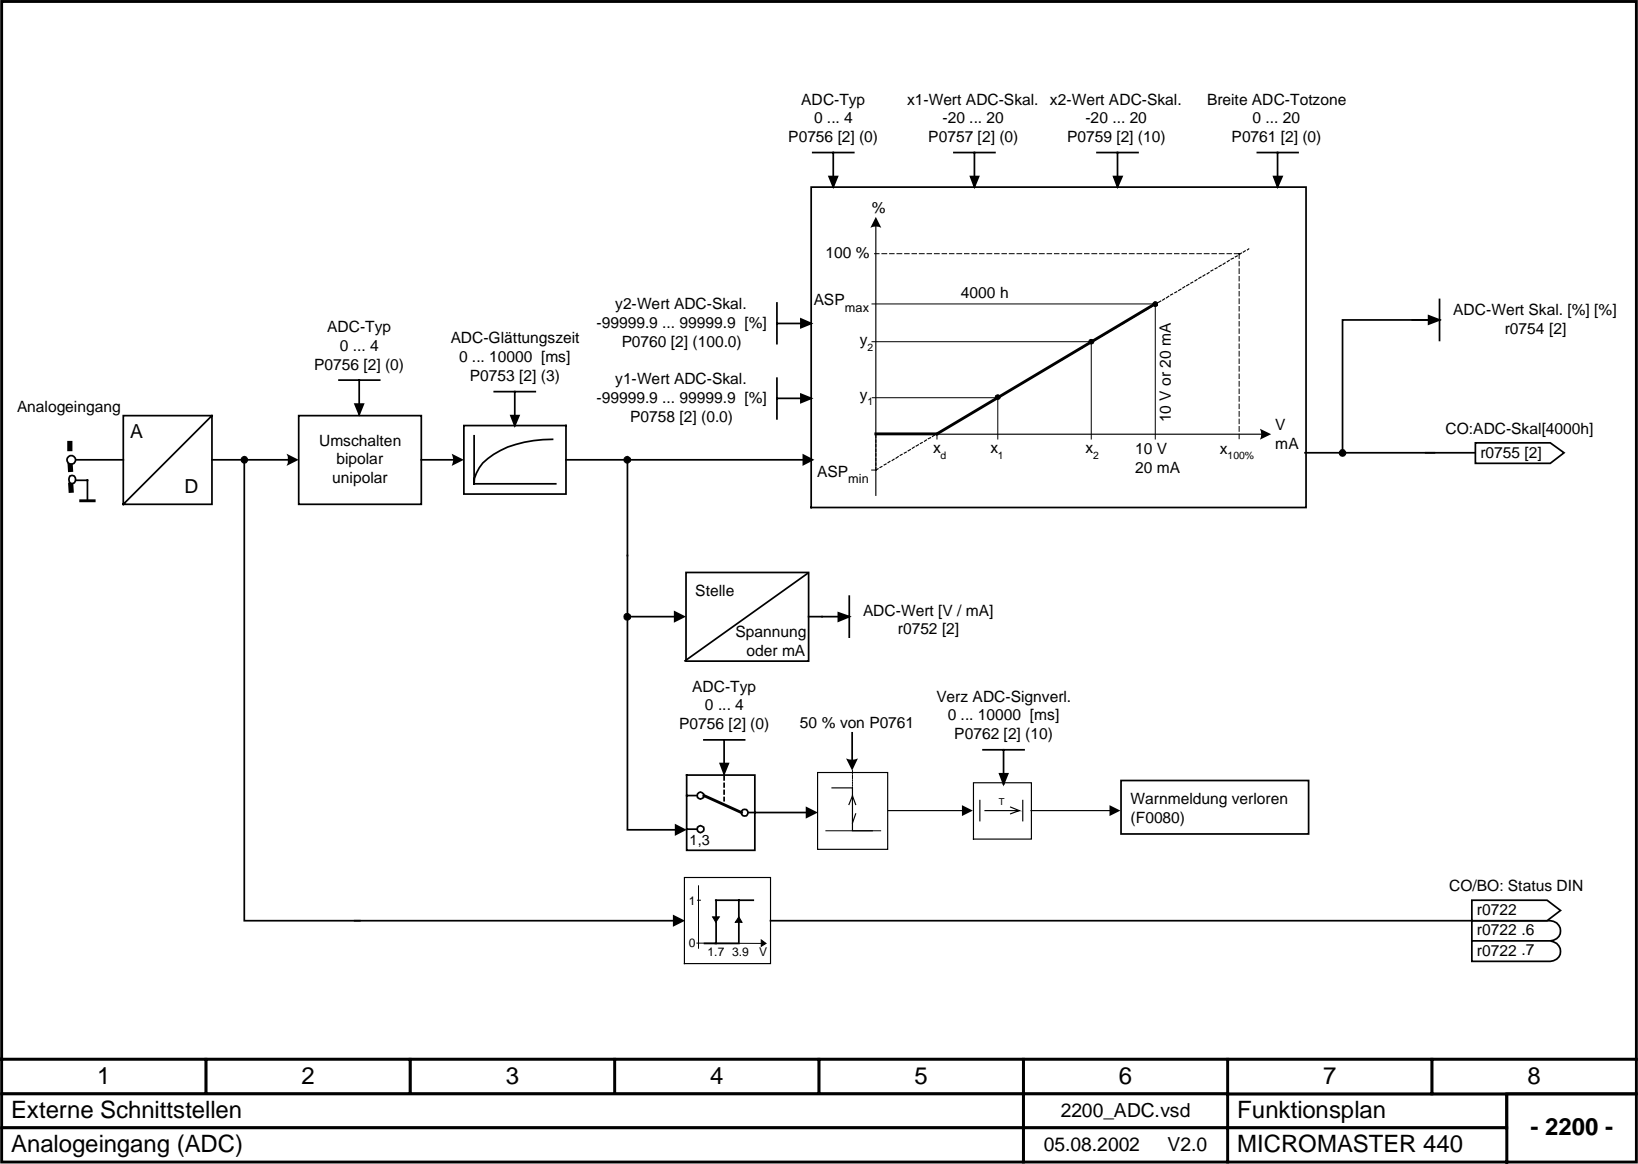 ADC-Typ
0 ... 4
P0756 [2] (0)
x1-Wert ADC-Skal.
-20 ... 20
P0757 [2] (0)
x2-Wert ADC-Skal.
-20 ... 20
P0759 [2] (10)
Breite ADC-Totzone
0 ... 20
P0761 [2] (0)
%
100 %
ASPmax
4000 h
y2
y1
ASPmin
10 V or 20 mA
xd
x1
x2
10 V
20 mA
x100%
V
mA
y2-Wert ADC-Skal.
-99999.9 ... 99999.9 [%]
P0760 [2] (100.0)
y1-Wert ADC-Skal.
-99999.9 ... 99999.9 [%]
P0758 [2] (0.0)
ADC-Wert Skal. [%] [%]
r0754 [2]
CO:ADC-Skal[4000h]
r0755 [2]
ADC-Typ
0 ... 4
P0756 [2] (0)
ADC-Glättungszeit
0 ... 10000 [ms]
P0753 [2] (3)
Analogeingang
A
D
Umschalten
bipolar
unipolar
Stelle
Spannung
oder mA
ADC-Wert [V / mA]
r0752 [2]
ADC-Typ
0 ... 4
P0756 [2] (0)
50 % von P0761
Verz ADC-Signverl.
0 ... 10000 [ms]
P0762 [2] (10)
1,3
T
Warnmeldung verloren
(F0080)
1
0
1.7 3.9 V
CO/BO: Status DIN
r0722
r0722 .6
r0722 .7
1 2 3 4 5 6 7 8
Externe Schnittstellen
2200_ADC.vsd
Funktionsplan
- 2200 -
Analogeingang (ADC)
05.08.2002 V2.0
MICROMASTER 440